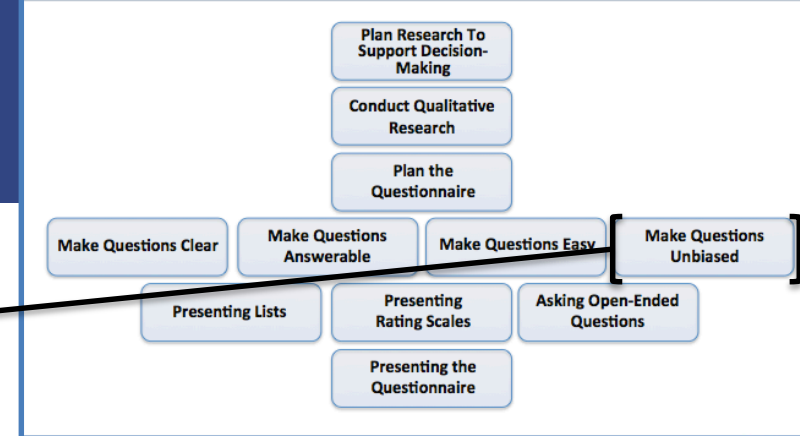 Plan Research To
Support Decision-
Making
Conduct Qualitative
Research
Plan the
Questionnaire
Make Questions Clear
Make Questions
Answerable
Make Questions Easy
Make Questions
Unbiased
Presenting Lists
Presenting
Rating Scales
Asking Open-Ended
Questions
Presenting the
Questionnaire